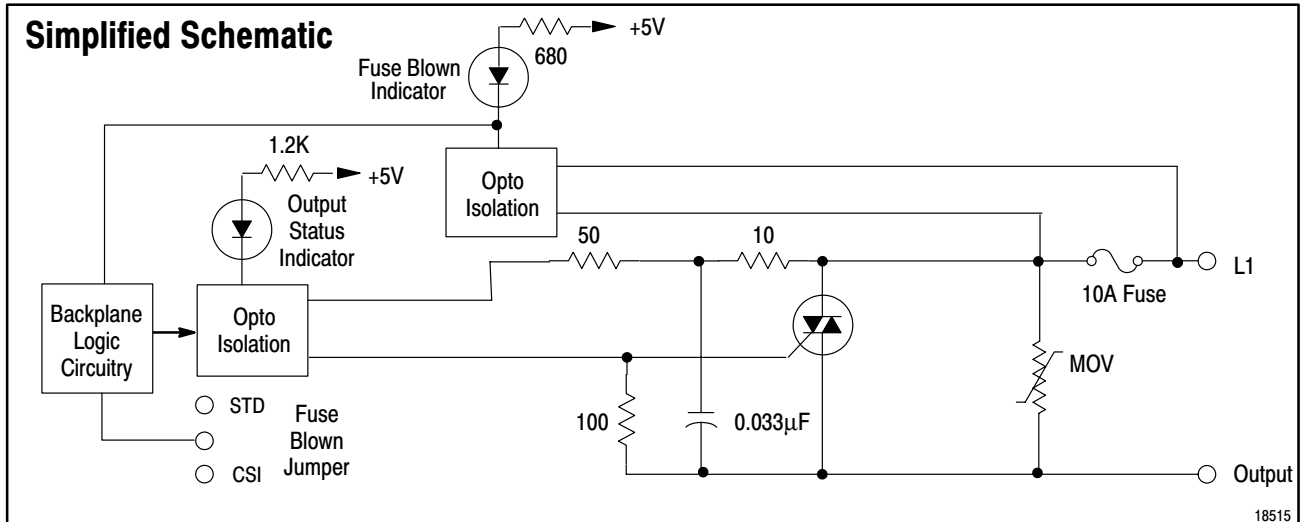 Simplified Schematic
+5V
680
Fuse Blown
Indicator
1.2K
+5V
Opto
Isolation
Output
Status
Indicator
50
10
L1
10A Fuse
Backplane
Logic
Circuitry
Opto
Isolation
MOV
STD
Fuse
Blown
Jumper
CSI
100
0.033µF
Output
18515